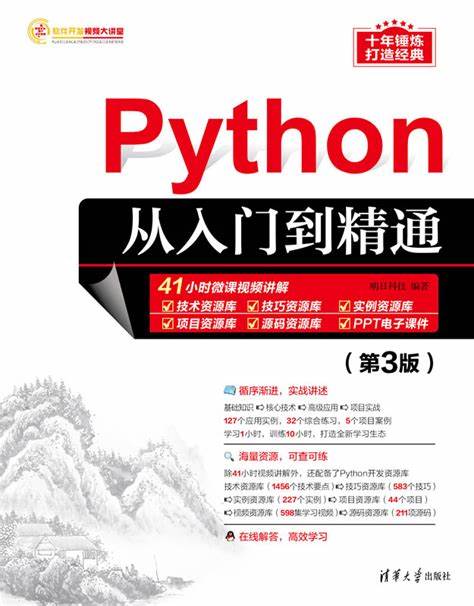 软件开发视频大讲堂
十年锤炼
打造经典
Python
从入门到精通
41小时微课视频讲解
明日科技 编著
技术资源库 技巧资源库 实例资源库
项目资源库 源码资源库 PPT电子课件
（第3版）
循序渐进，实战讲述
基础知识 核心技术 高级应用 项目实战
127个应用实例，32个综合练习，5个项目案例
学习1小时，训练10小时，打造全新学习生态
海量资源，可查可练
除41小时视频讲解外，还配备了Python开发资源库
技术资源库（1456个技术要点） 技巧资源库（583个技巧）
实例资源库（227个实例） 项目资源库（44个项目）
视频资源库（598集学习视频） 源码资源库（211项源码）
在线解答，高效学习
清华大学出版社